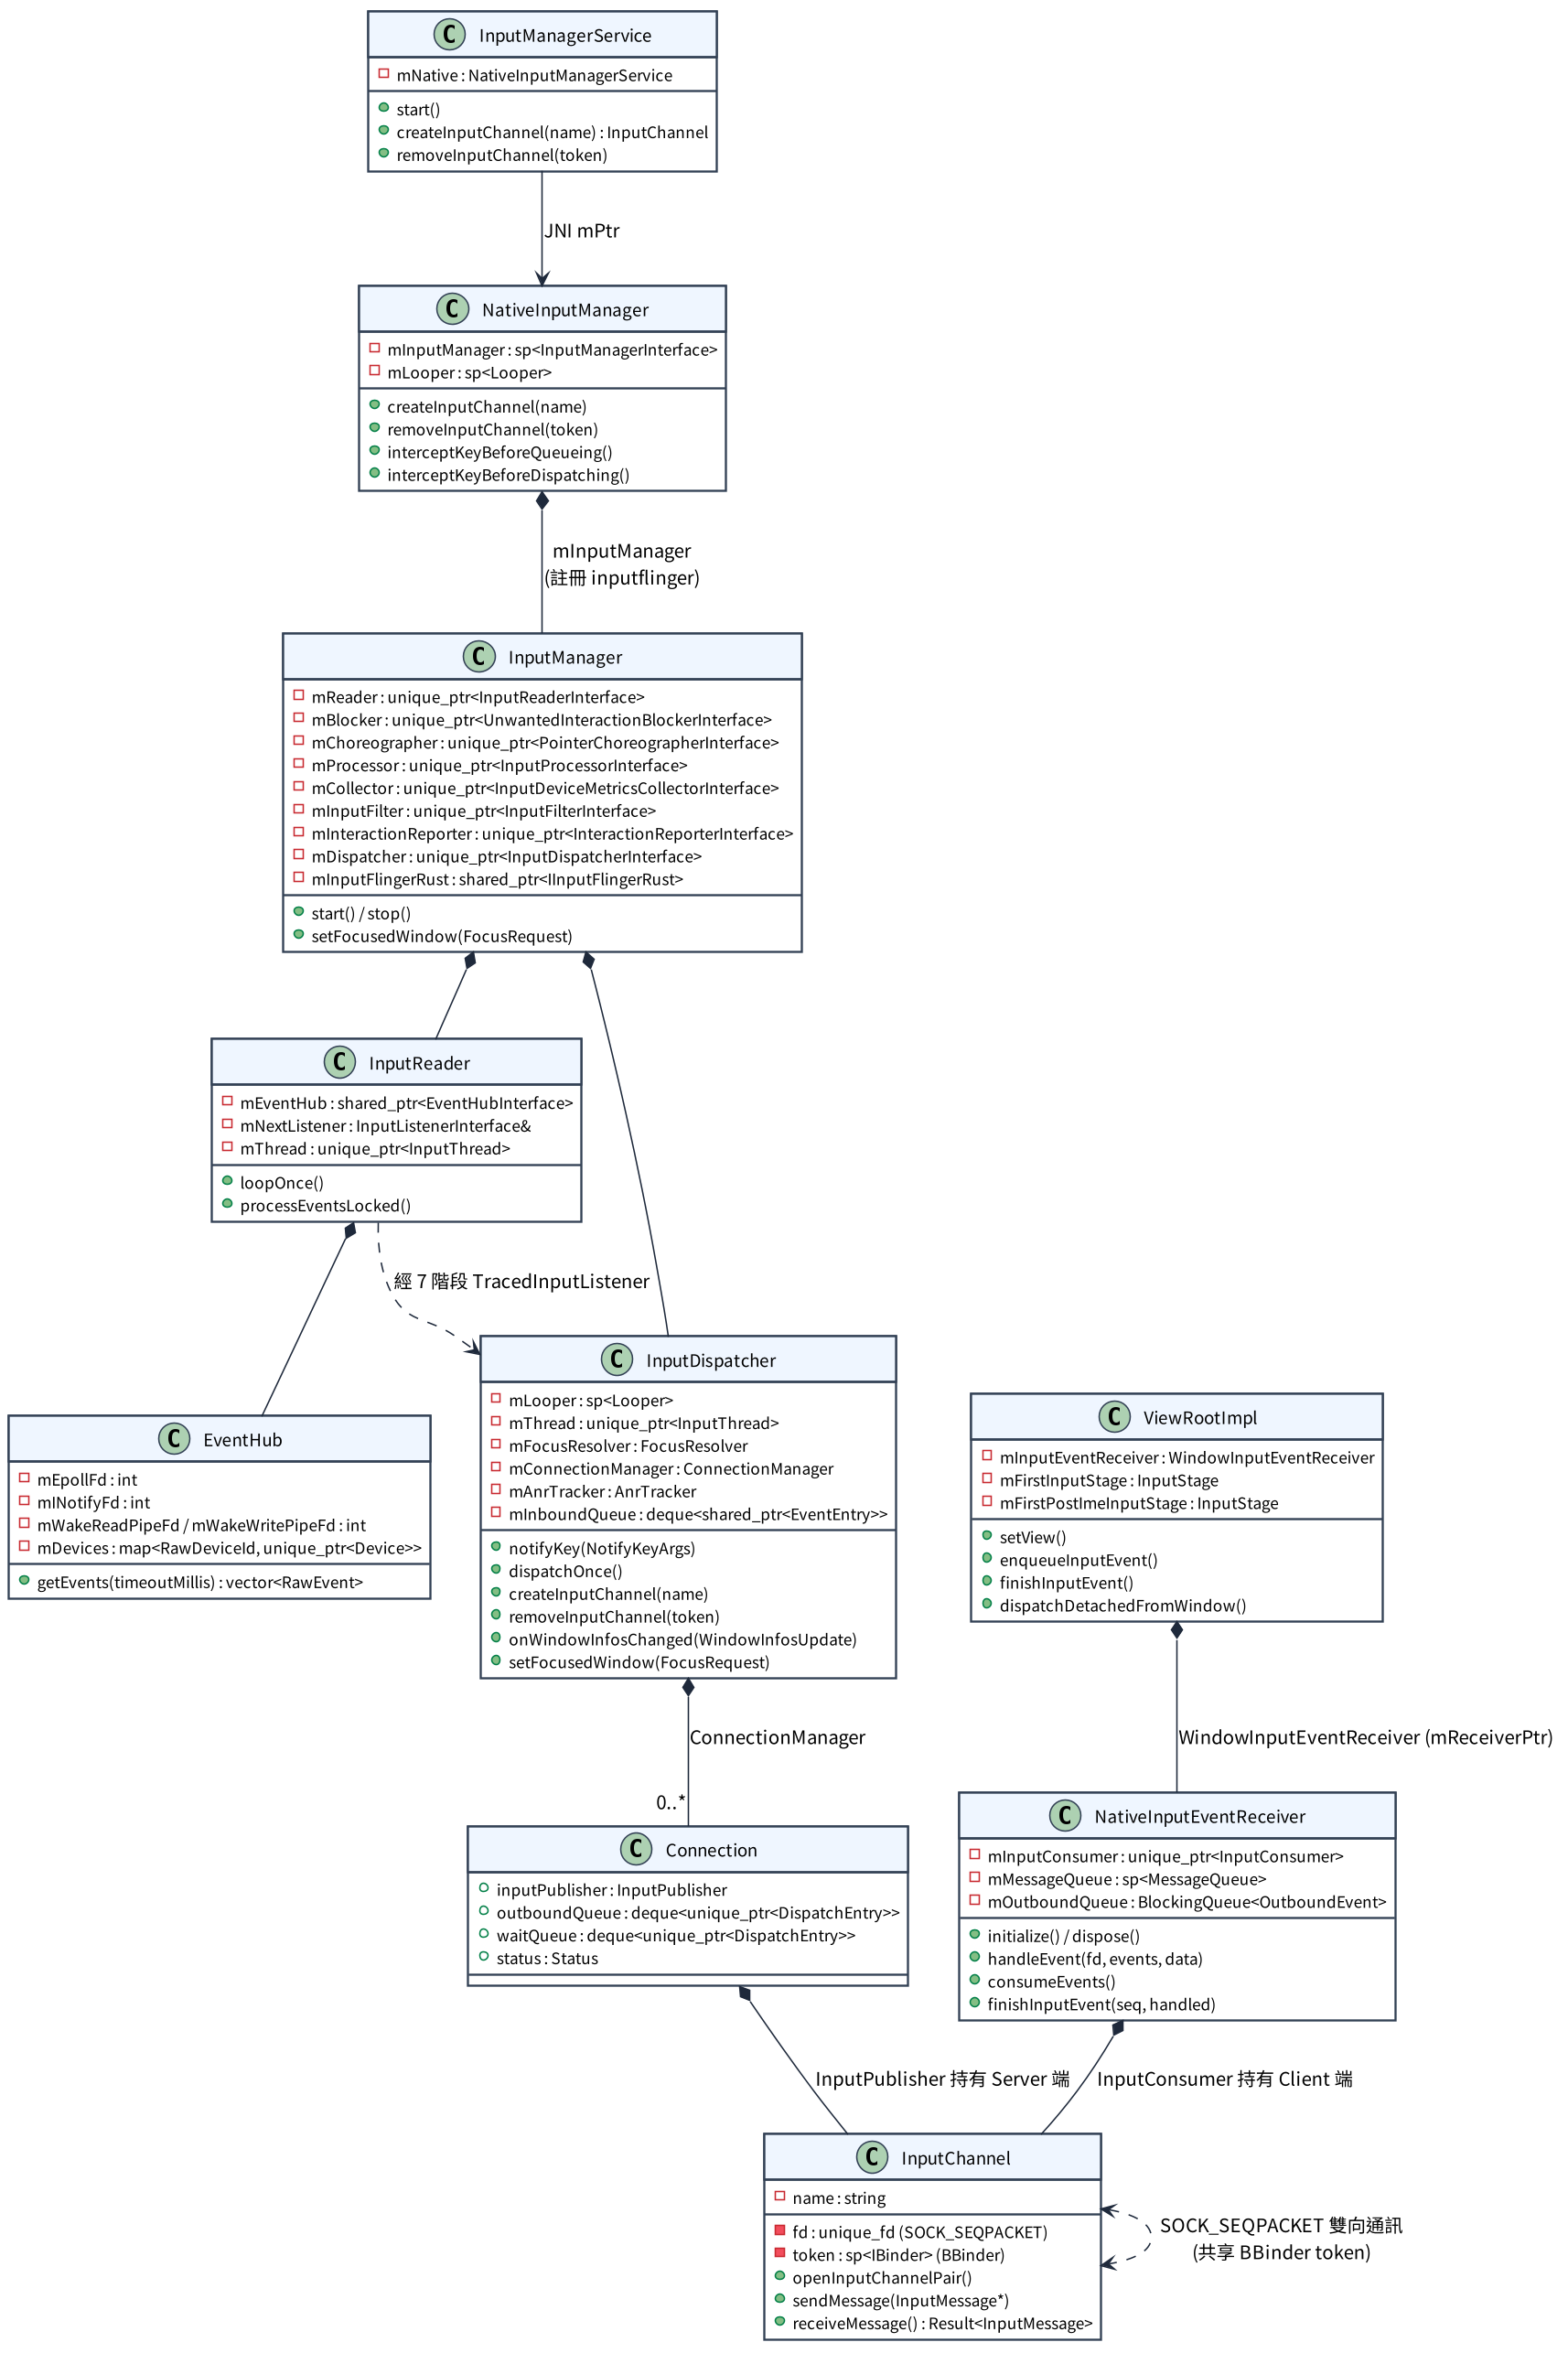 C InputManagerService
mNative : NativeInputManagerService
start()
createInputChannel(name) : InputChannel
removeInputChannel(token)
JNI mPtr
C NativeInputManager
mInputManager : sp<InputManagerInterface>
mLooper : sp<Looper>
createInputChannel(name)
removeInputChannel(token)
interceptKeyBeforeQueueing()
interceptKeyBeforeDispatching()
mInputManager
(註冊 inputflinger)
C InputManager
mReader : unique_ptr<InputReaderInterface>
mBlocker : unique_ptr<UnwantedInteractionBlockerInterface>
mChoreographer : unique_ptr<PointerChoreographerInterface>
mProcessor : unique_ptr<InputProcessorInterface>
mCollector : unique_ptr<InputDeviceMetricsCollectorInterface>
mInputFilter : unique_ptr<InputFilterInterface>
mInteractionReporter : unique_ptr<InteractionReporterInterface>
mDispatcher : unique_ptr<InputDispatcherInterface>
mInputFlingerRust : shared_ptr<IInputFlingerRust>
start() / stop()
setFocusedWindow(FocusRequest)
C InputReader
mEventHub : shared_ptr<EventHubInterface>
mNextListener : InputListenerInterface&
mThread : unique_ptr<InputThread>
loopOnce()
processEventsLocked()
經 7 階段 TracedInputListener
C EventHub
mEpollFd : int
mINotifyFd : int
mWakeReadPipeFd / mWakeWritePipeFd : int
mDevices : map<RawDeviceId, unique_ptr<Device>>
getEvents(timeoutMillis) : vector<RawEvent>
C InputDispatcher
mLooper : sp<Looper>
mThread : unique_ptr<InputThread>
mFocusResolver : FocusResolver
mConnectionManager : ConnectionManager
mAnrTracker : AnrTracker
mInboundQueue : deque<shared_ptr<EventEntry>>
notifyKey(NotifyKeyArgs)
dispatchOnce()
createInputChannel(name)
removeInputChannel(token)
onWindowInfosChanged(WindowInfosUpdate)
setFocusedWindow(FocusRequest)
C ViewRootImpl
mInputEventReceiver : WindowInputEventReceiver
mFirstInputStage : InputStage
mFirstPostImeInputStage : InputStage
setView()
enqueueInputEvent()
finishInputEvent()
dispatchDetachedFromWindow()
ConnectionManager
0..*
WindowInputEventReceiver (mReceiverPtr)
C Connection
inputPublisher : InputPublisher
outboundQueue : deque<unique_ptr<DispatchEntry>>
waitQueue : deque<unique_ptr<DispatchEntry>>
status : Status
C NativeInputEventReceiver
mInputConsumer : unique_ptr<InputConsumer>
mMessageQueue : sp<MessageQueue>
mOutboundQueue : BlockingQueue<OutboundEvent>
initialize() / dispose()
handleEvent(fd, events, data)
consumeEvents()
finishInputEvent(seq, handled)
InputPublisher 持有 Server 端
InputConsumer 持有 Client 端
C InputChannel
name : string
fd : unique_fd (SOCK_SEQPACKET)
token : sp<IBinder> (BBinder)
openInputChannelPair()
sendMessage(InputMessage*)
receiveMessage() : Result<InputMessage>
SOCK_SEQPACKET 雙向通訊
(共享 BBinder token)